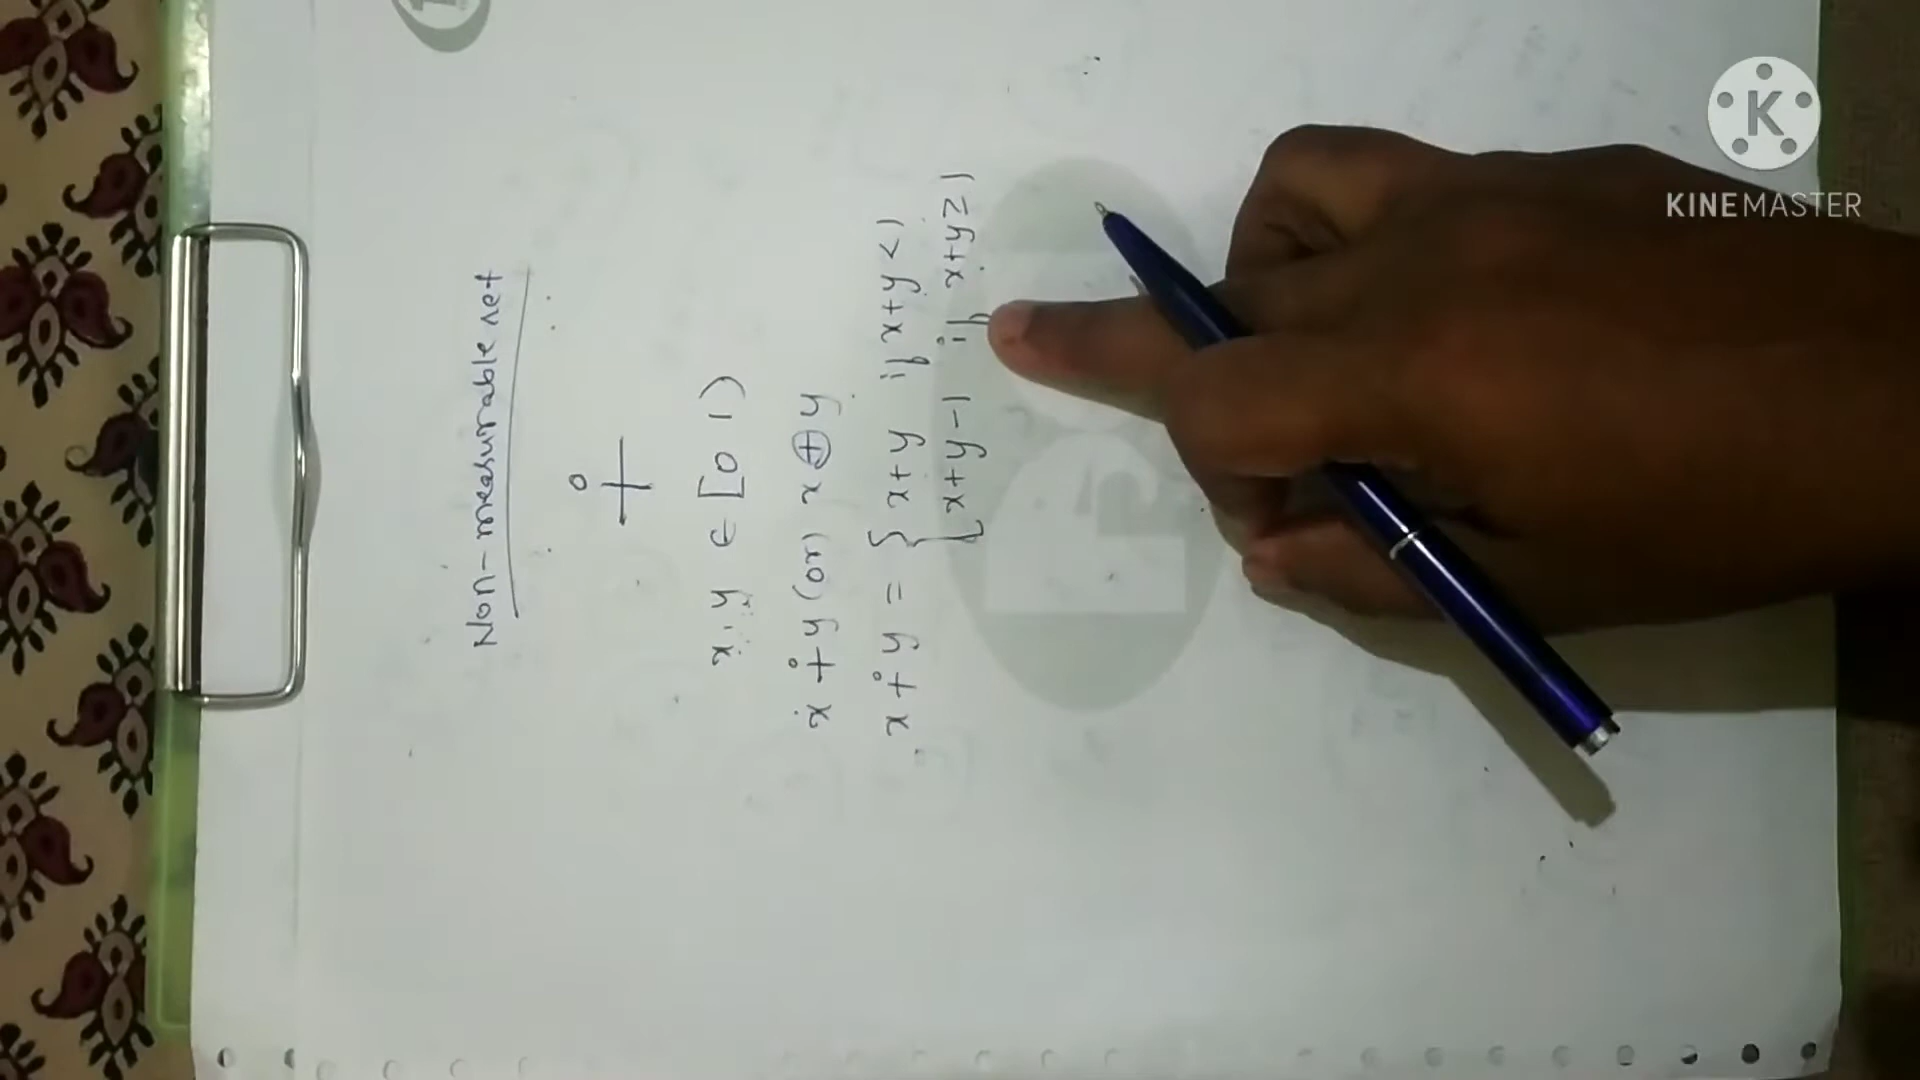 Non-measurable set
∔
x, y ∈ [0 1)
x ∔ y (or) x ⊕ y
x ∔ y = { x+y if x+y < 1
{ x+y-1 if x+y ≥ 1
K
KINEMASTER